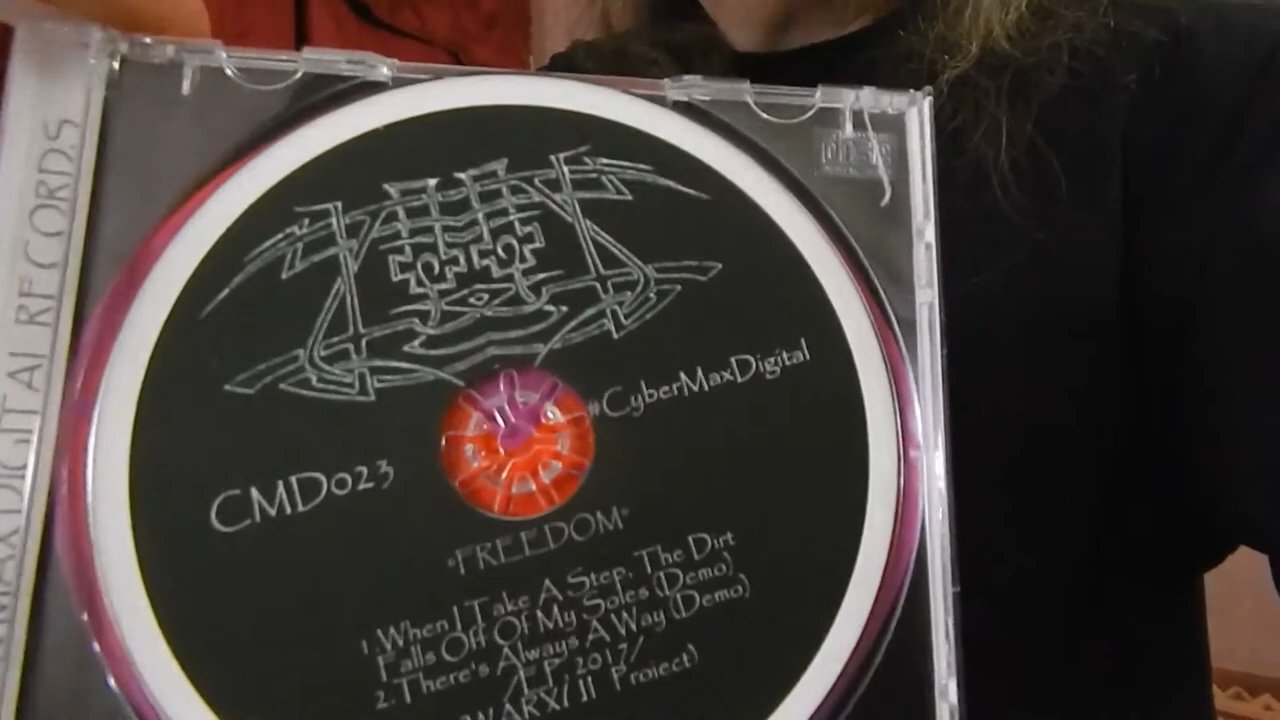 RECORDS
disc
#CyberMaxDigital
CMD023
"FREEDOM"
1.When I Take A Step, The Dirt
Falls Off Of My Soles (Demo)
2.There's Always A Way (Demo)
/EP, 2017/
Project)